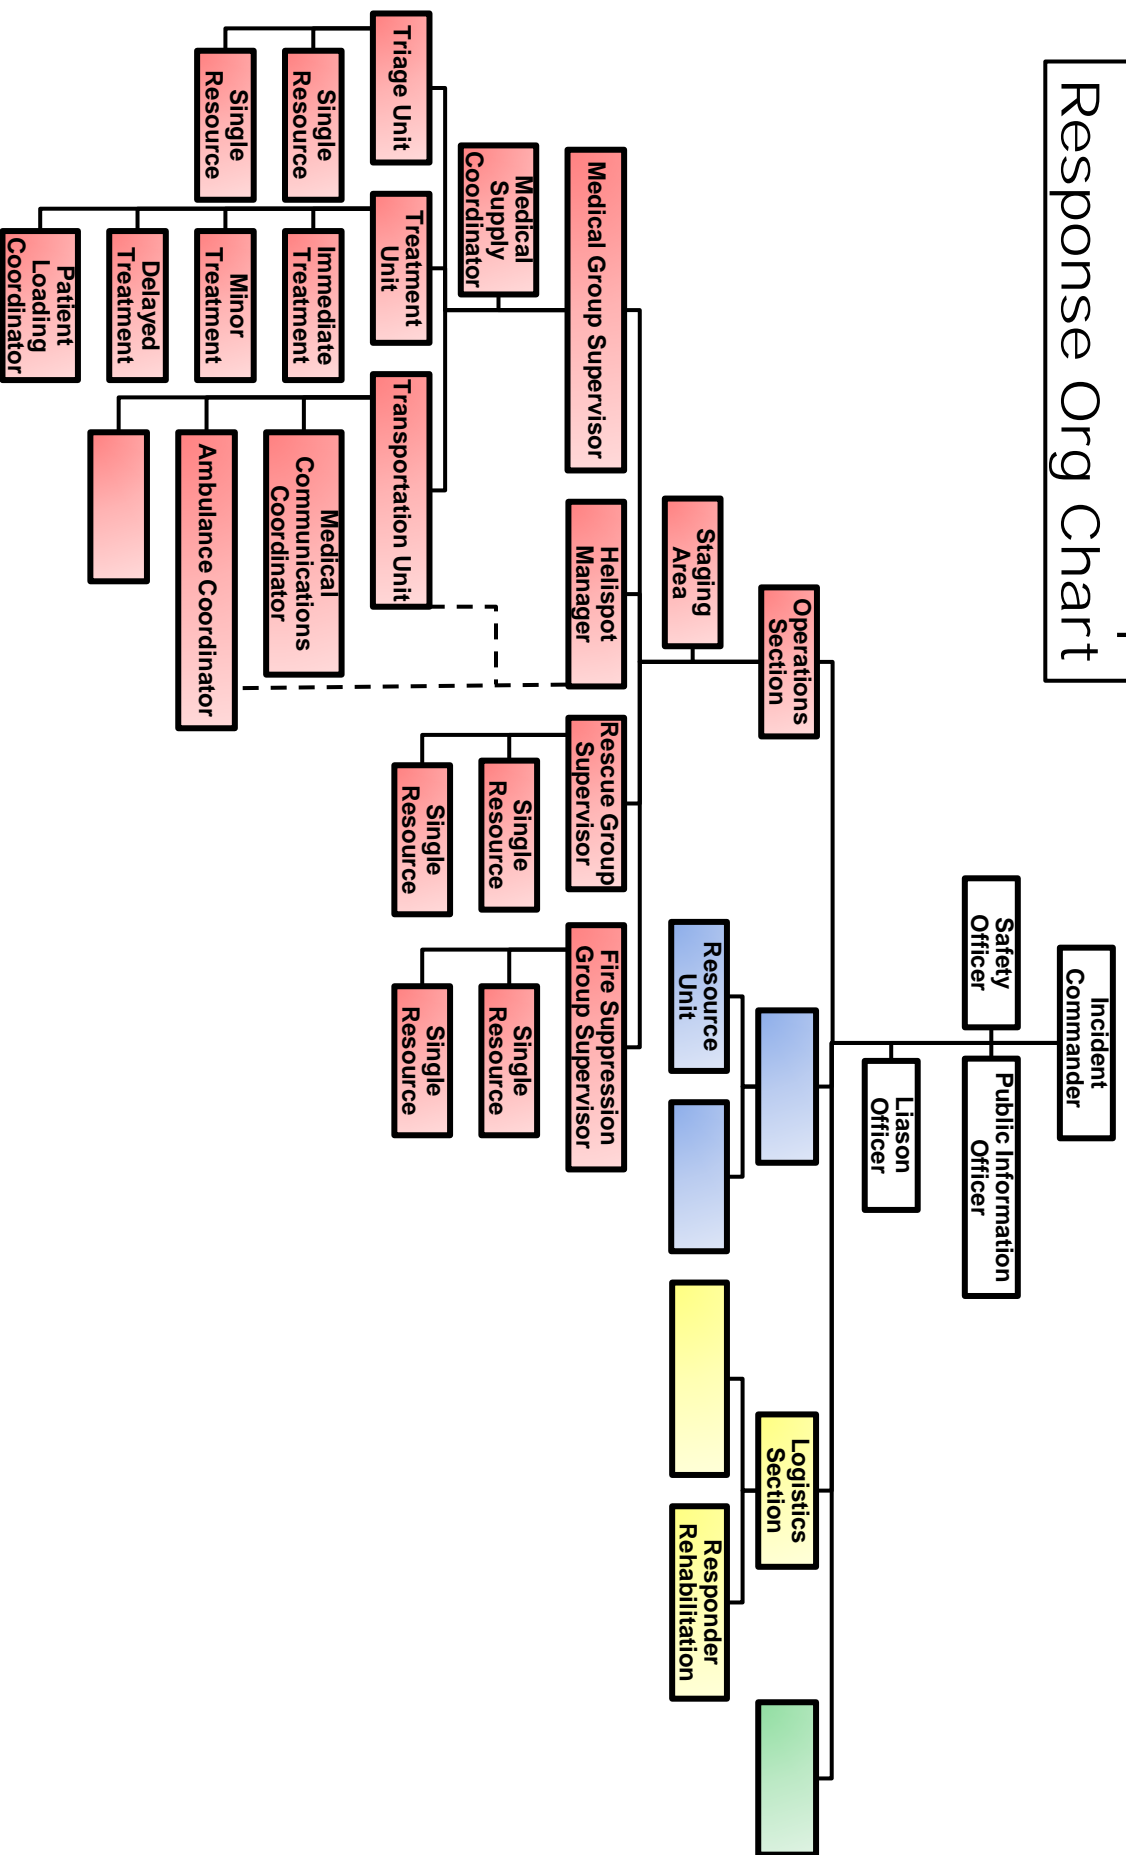 Response Org Chart
Incident
Commander
Safety
Officer
Public Information
Officer
Liason
Officer
Operations
Section
Logistics
Section
Staging
Area
Resource
Unit
Responder
Rehabilitation
Medical Group Supervisor
Helispot
Manager
Rescue Group
Supervisor
Fire Suppression
Group Supervisor
Medical
Supply
Coordinator
Single
Resource
Single
Resource
Single
Resource
Single
Resource
Triage Unit
Treatment
Unit
Transportation Unit
Single
Resource
Single
Resource
Immediate
Treatment
Minor
Treatment
Delayed
Treatment
Patient
Loading
Coordinator
Medical
Communications
Coordinator
Ambulance Coordinator